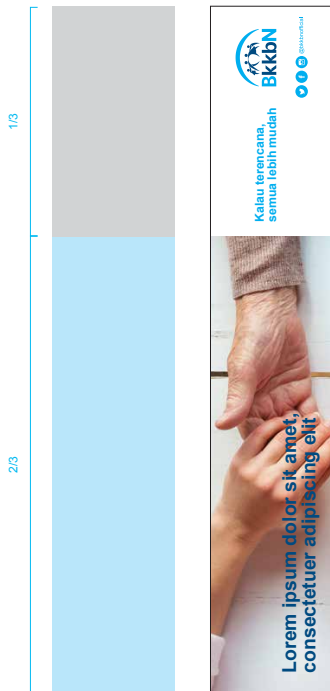 1/3
2/3
BkkbN
@bkkbnofficial
Kalau terencana,
semua lebih mudah
Lorem ipsum dolor sit amet,
consectetuer adipiscing elit